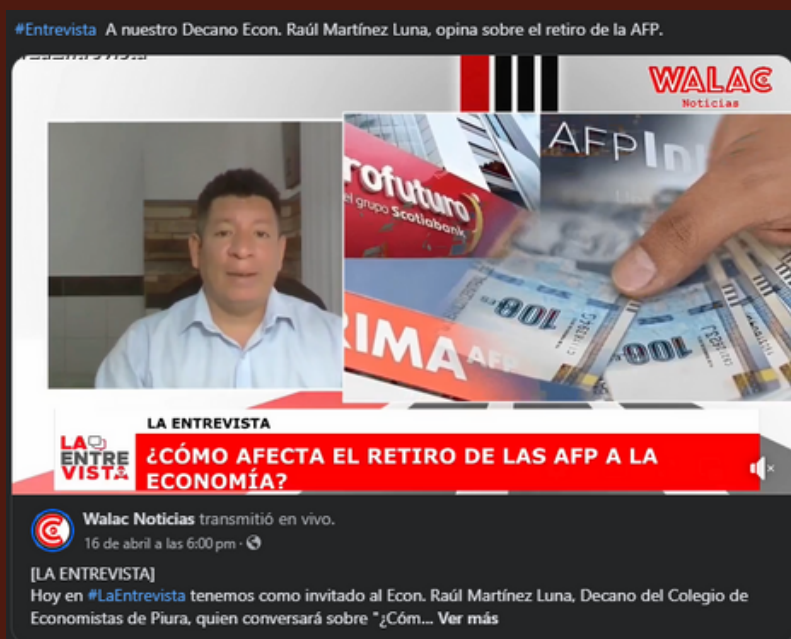 #Entrevista A nuestro Decano Econ. Raúl Martínez Luna, opina sobre el retiro de la AFP.
WALAC
Noticias
rofuturo
el grupo Scotiabank
AFP In
100
100
RIMA AFP
LA ENTREVISTA
LA
ENTRE
VISTA
¿CÓMO AFECTA EL RETIRO DE LAS AFP A LA
ECONOMÍA?
Walac Noticias transmitió en vivo.
16 de abril a las 6:00 pm ·
[LA ENTREVISTA]
Hoy en #LaEntrevista tenemos como invitado al Econ. Raúl Martínez Luna, Decano del Colegio de
Economistas de Piura, quien conversará sobre "¿Cóm... Ver más